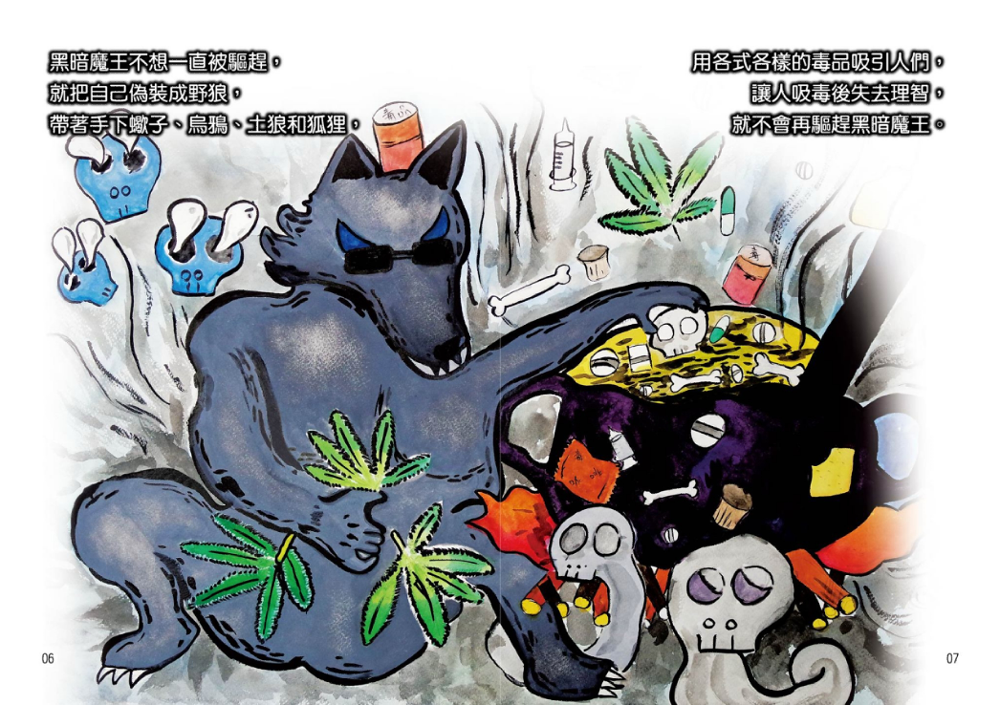 黑暗魔王不想一直被驅趕，
就把自己偽裝成野狼，
帶著手下蠍子、烏鴉、土狼和狐狸，
用各式各樣的毒品吸引人們，
讓人吸毒後失去理智，
就不會再驅趕黑暗魔王。
06
07